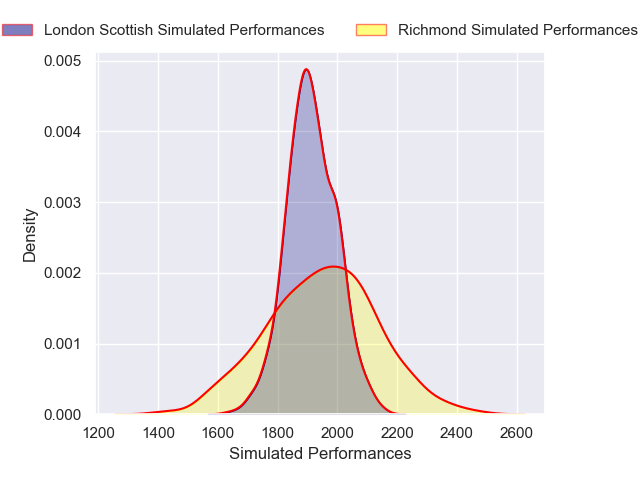 London Scottish Simulated Performances
Richmond Simulated Performances
0.005
0.004
0.003
0.002
0.001
0.000
Density
1200 1400 1600 1800 2000 2200 2400 2600
Simulated Performances